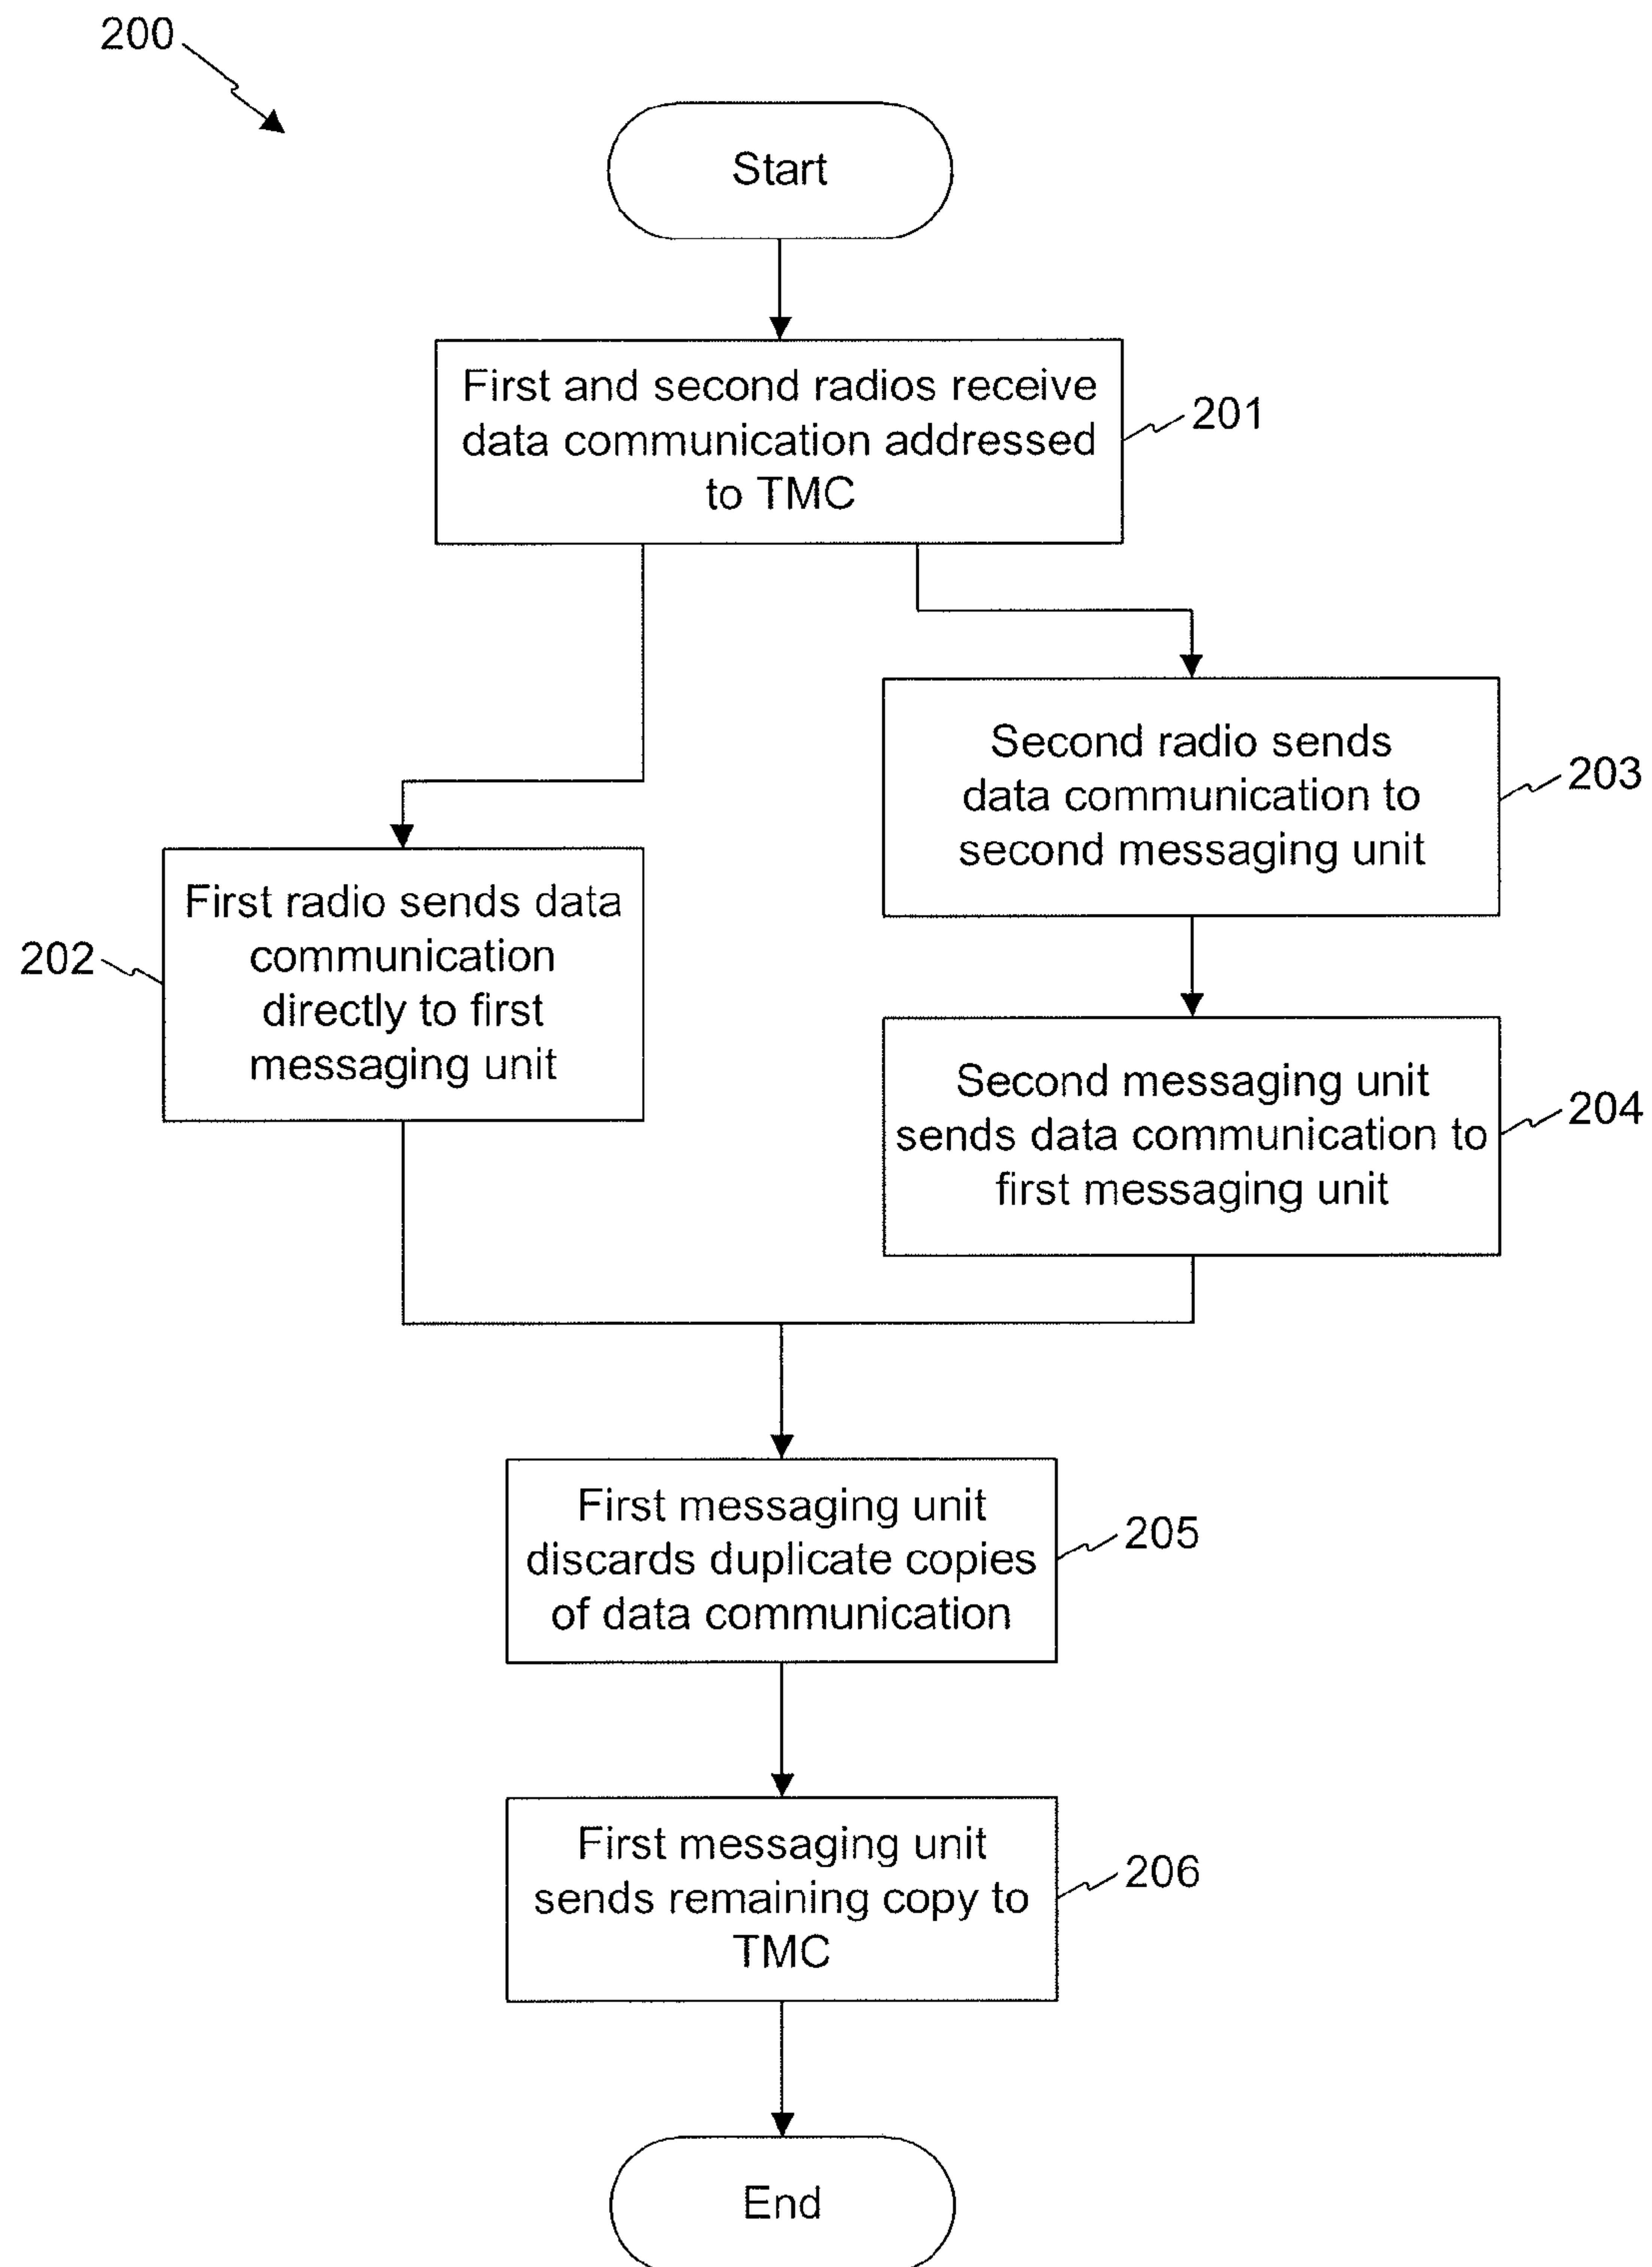 200
Start
First and second radios receive
data communication addressed
to TMC
201
Second radio sends
data communication to
second messaging unit
203
First radio sends data
communication
directly to first
messaging unit
202
Second messaging unit
sends data communication to
first messaging unit
204
First messaging unit
discards duplicate copies
of data communication
205
First messaging unit
sends remaining copy to
TMC
206
End